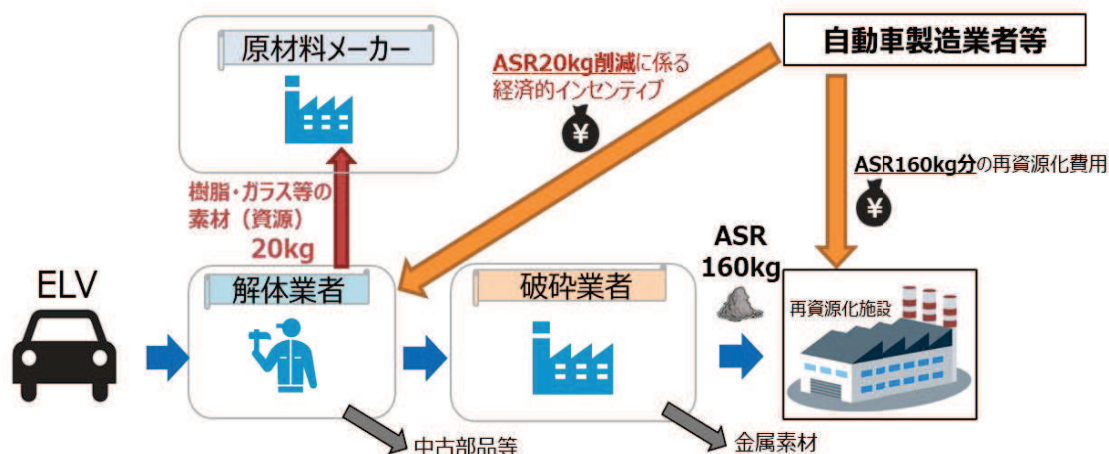 原材料メーカー
自動車製造業者等
ASR20kg削減に係る
経済的インセンティブ
¥
ASR160kg分の再資源化費用
¥
樹脂・ガラス等の
素材（資源）
20kg
ASR
160kg
ELV
解体業者
破砕業者
再資源化施設
中古部品等
金属素材